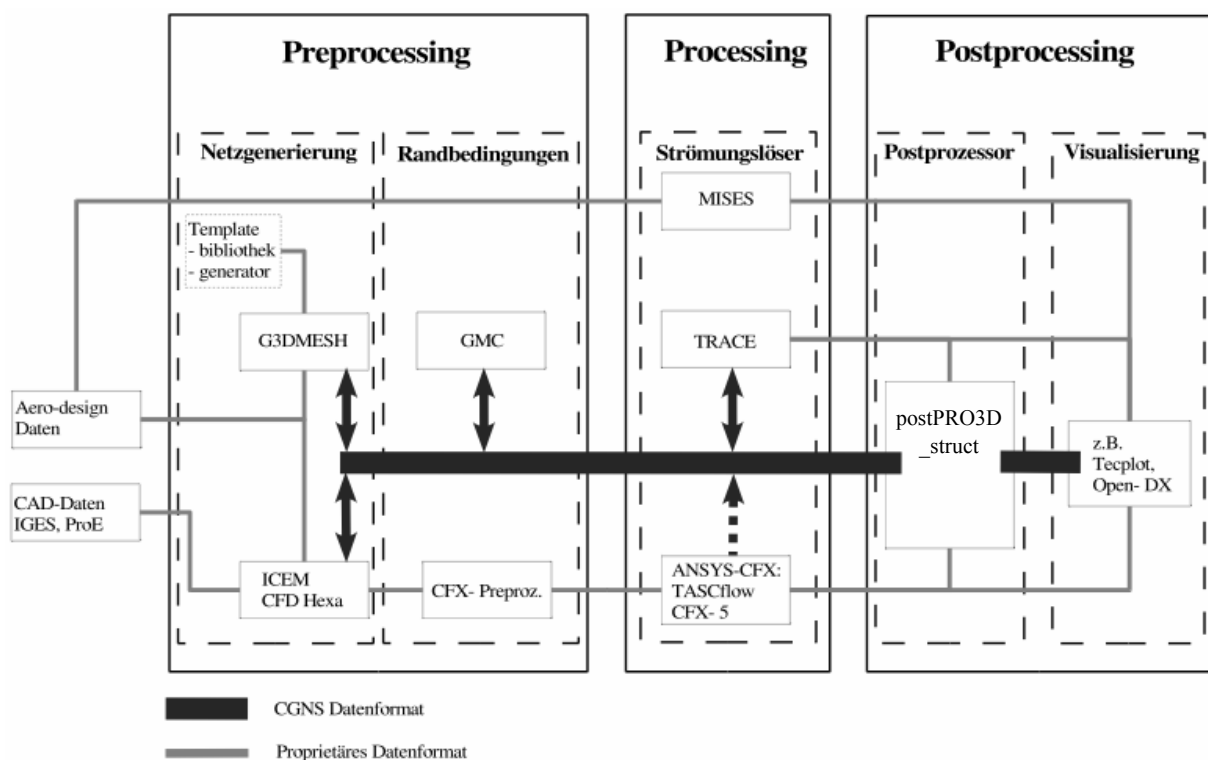 Preprocessing
Processing
Postprocessing
Netzgenerierung
Randbedingungen
Strömungslöser
Postprozessor
Visualisierung
MISES
Template
- bibliothek
- generator
G3DMESH
GMC
TRACE
Aero-design
Daten
postPRO3D
_struct
z.B.
Tecplot,
Open- DX
CAD-Daten
IGES, ProE
ICEM
CFD Hexa
CFX- Preproz.
ANSYS-CFX:
TASCflow
CFX- 5
CGNS Datenformat
Proprietäres Datenformat